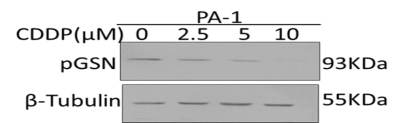 PA-1
CDDP(μM) 0 2.5 5 10
pGSN 93KDa
β-Tubulin 55KDa